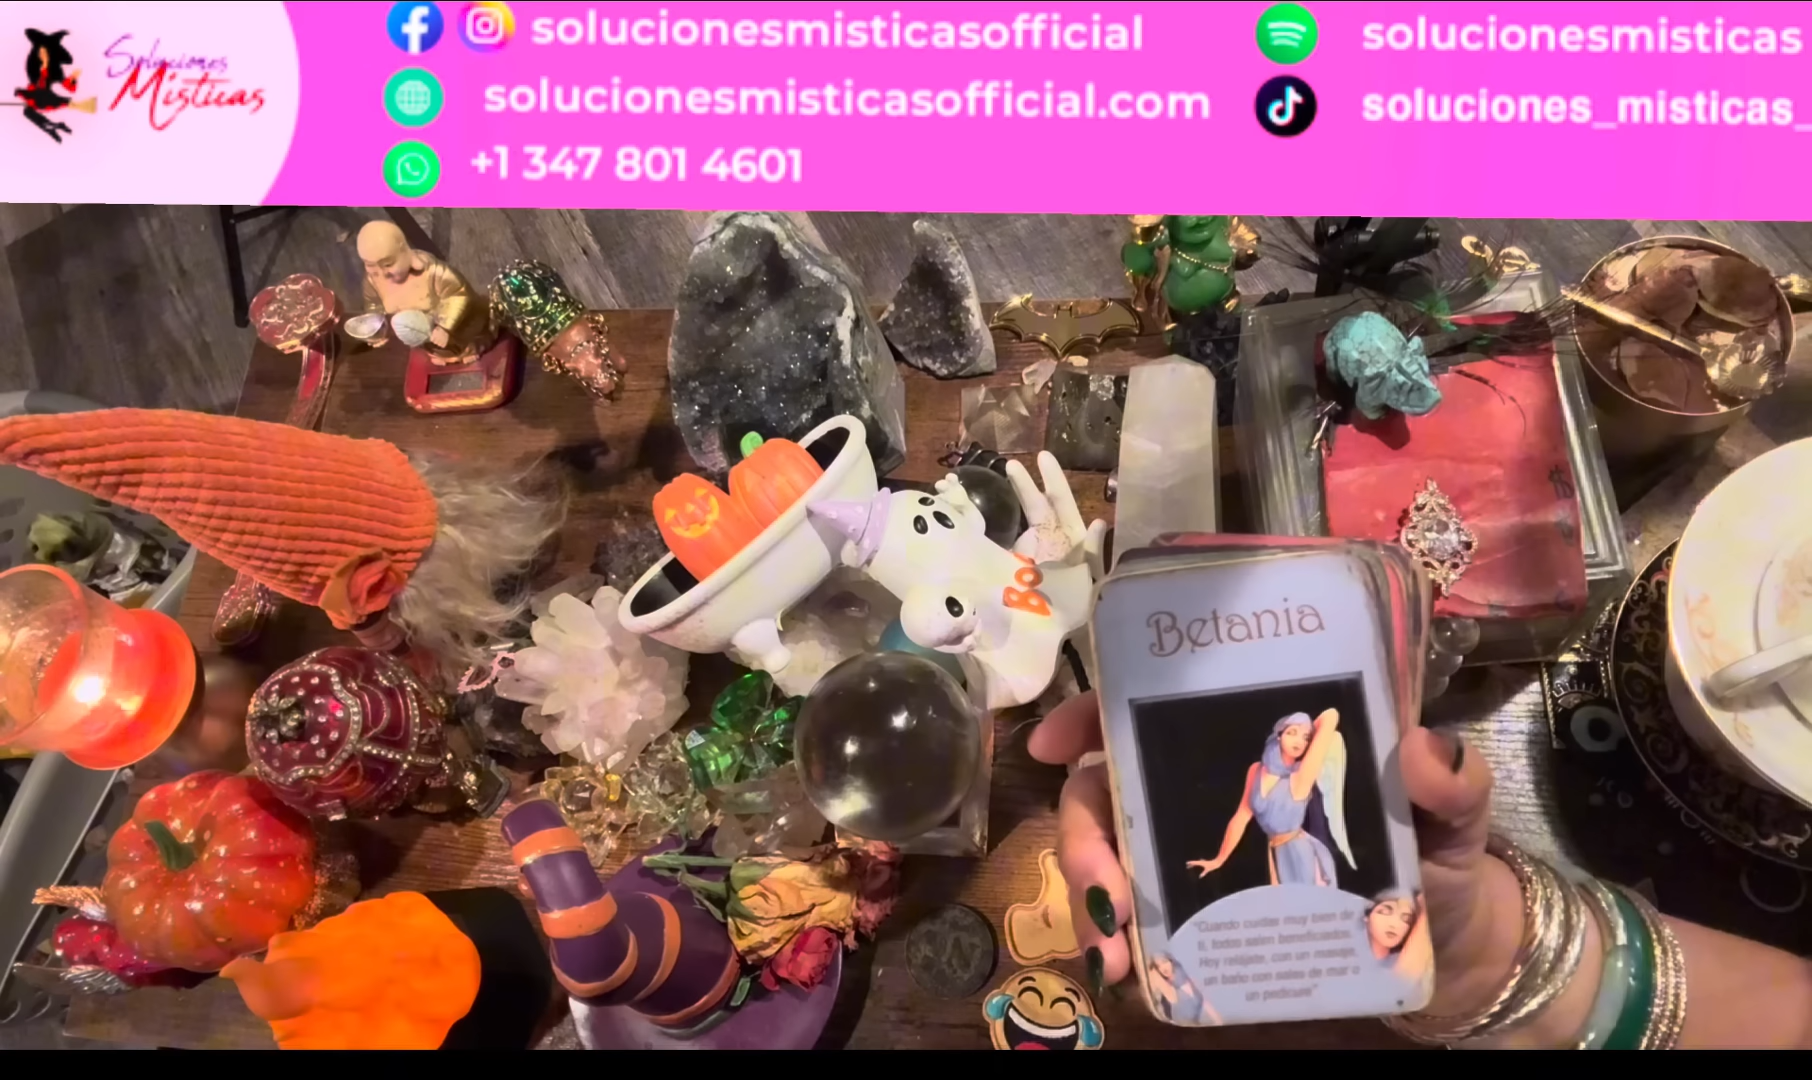 Soluciones
Misticas
solucionesmisticasofficial
solucionesmisticasofficial.com
+1 347 801 4601
solucionesmisticas
soluciones_misticas_
Boo
Betania
"Cuando cuidas muy bien de
ti, todos salen beneficiados.
Hoy relájate, con un masaje,
un baño con sales de mar o
un pedicure"